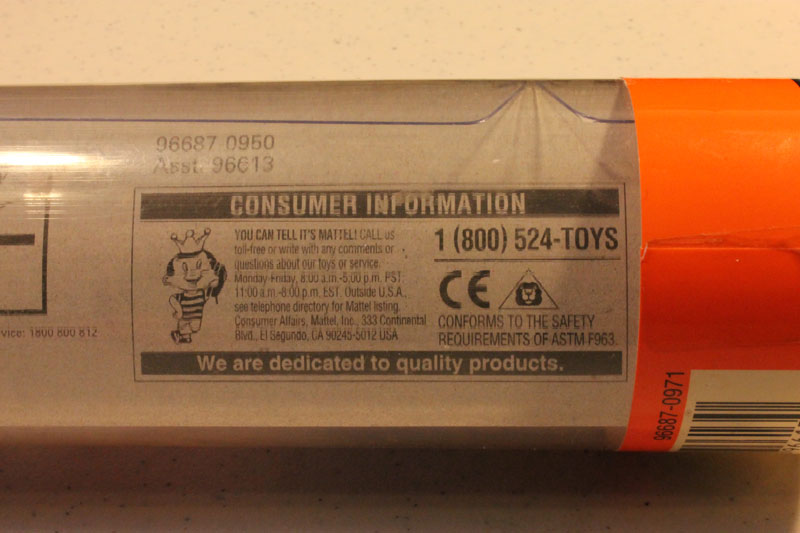 96687 0950
Asst. 96613
CONSUMER INFORMATION
YOU CAN TELL IT'S MATTEL! CALL us
toll-free or write with any comments or
questions about our toys or service.
Monday-Friday, 8:00 a.m.-5:00 p.m. PST.
11:00 a.m.-8:00 p.m. EST. Outside U.S.A.,
see telephone directory for Mattel listing.
Consumer Affairs, Mattel, Inc., 333 Continental
Blvd., El Segundo, CA 90245-5012 USA
1 (800) 524-TOYS
CE
CONFORMS TO THE SAFETY
REQUIREMENTS OF ASTM F963.
We are dedicated to quality products.
vice: 1800 800 812
96687-0971